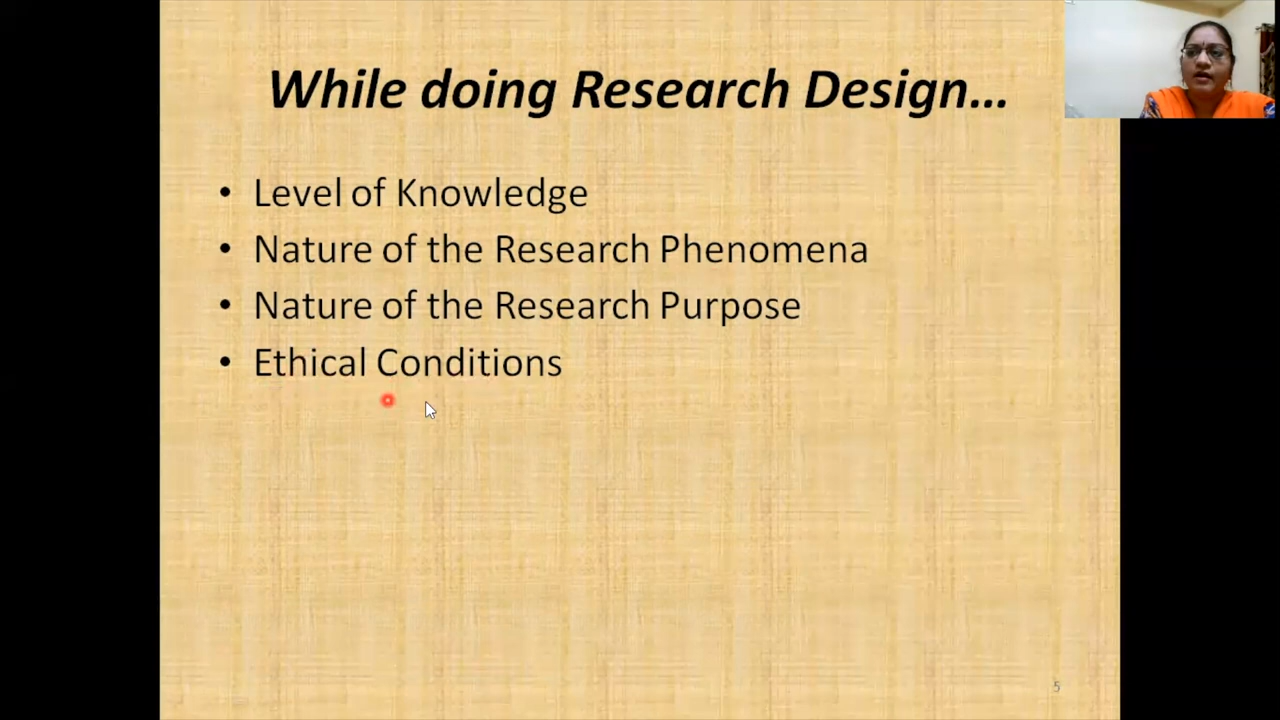 While doing Research Design…
• Level of Knowledge
• Nature of the Research Phenomena
• Nature of the Research Purpose
• Ethical Conditions
5